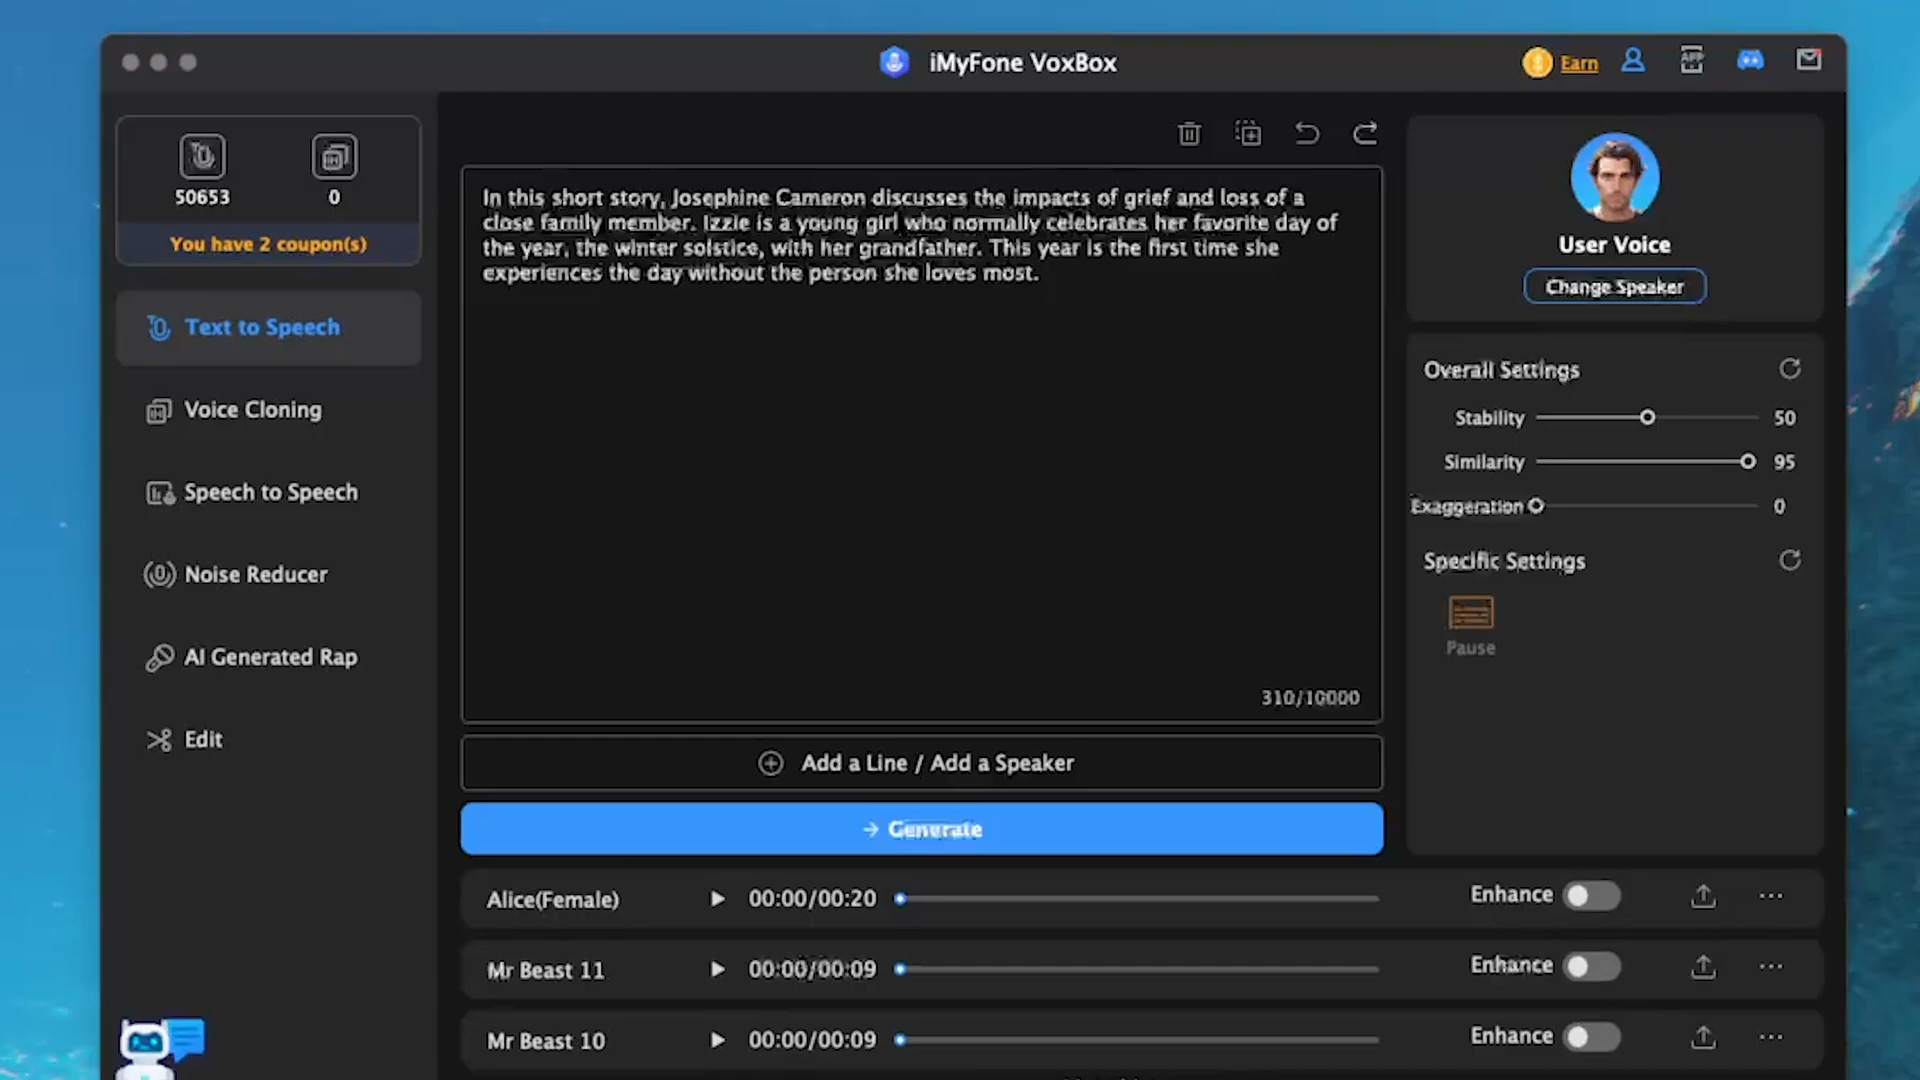 iMyFone VoxBox
Earn
APP
50653
0
You have 2 coupon(s)
Text to Speech
Voice Cloning
Speech to Speech
Noise Reducer
AI Generated Rap
Edit
In this short story, Josephine Cameron discusses the impacts of grief and loss of a
close family member. Izzie is a young girl who normally celebrates her favorite day of
the year, the winter solstice, with her grandfather. This year is the first time she
experiences the day without the person she loves most.
310/10000
Add a Line / Add a Speaker
Generate
User Voice
Change Speaker
Overall Settings
Stability 50
Similarity 95
Exaggeration 0
Specific Settings
Pause
Alice(Female) 00:00/00:20 Enhance
Mr Beast 11 00:00/00:09 Enhance
Mr Beast 10 00:00/00:09 Enhance